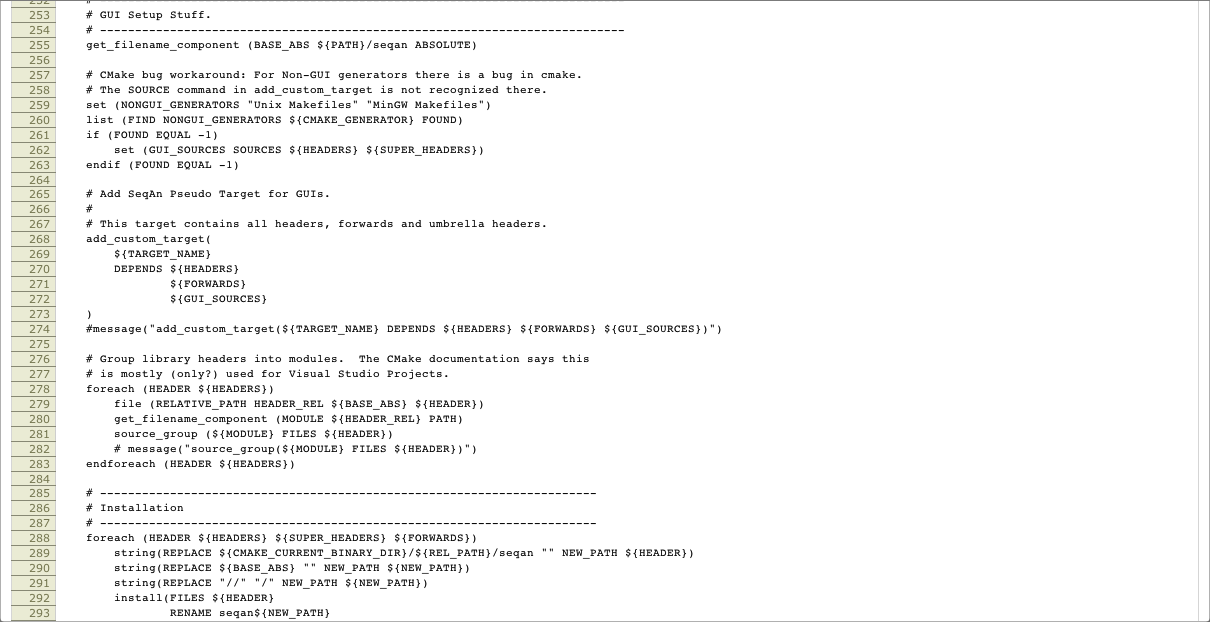 253 # GUI Setup Stuff.
254 # ---------------------------------------------------------------------------
255 get_filename_component (BASE_ABS ${PATH}/seqan ABSOLUTE)
256
257 # CMake bug workaround: For Non-GUI generators there is a bug in cmake.
258 # The SOURCE command in add_custom_target is not recognized there.
259 set (NONGUI_GENERATORS "Unix Makefiles" "MinGW Makefiles")
260 list (FIND NONGUI_GENERATORS ${CMAKE_GENERATOR} FOUND)
261 if (FOUND EQUAL -1)
262     set (GUI_SOURCES SOURCES ${HEADERS} ${SUPER_HEADERS})
263 endif (FOUND EQUAL -1)
264
265 # Add SeqAn Pseudo Target for GUIs.
266 #
267 # This target contains all headers, forwards and umbrella headers.
268 add_custom_target(
269     ${TARGET_NAME}
270     DEPENDS ${HEADERS}
271             ${FORWARDS}
272             ${GUI_SOURCES}
273 )
274 #message("add_custom_target(${TARGET_NAME} DEPENDS ${HEADERS} ${FORWARDS} ${GUI_SOURCES})")
275
276 # Group library headers into modules.  The CMake documentation says this
277 # is mostly (only?) used for Visual Studio Projects.
278 foreach (HEADER ${HEADERS})
279     file (RELATIVE_PATH HEADER_REL ${BASE_ABS} ${HEADER})
280     get_filename_component (MODULE ${HEADER_REL} PATH)
281     source_group (${MODULE} FILES ${HEADER})
282     # message("source_group(${MODULE} FILES ${HEADER})")
283 endforeach (HEADER ${HEADERS})
284
285 # -----------------------------------------------------------------------
286 # Installation
287 # -----------------------------------------------------------------------
288 foreach (HEADER ${HEADERS} ${SUPER_HEADERS} ${FORWARDS})
289     string(REPLACE ${CMAKE_CURRENT_BINARY_DIR}/${REL_PATH}/seqan "" NEW_PATH ${HEADER})
290     string(REPLACE ${BASE_ABS} "" NEW_PATH ${NEW_PATH})
291     string(REPLACE "//" "/" NEW_PATH ${NEW_PATH})
292     install(FILES ${HEADER}
293             RENAME seqan${NEW_PATH}